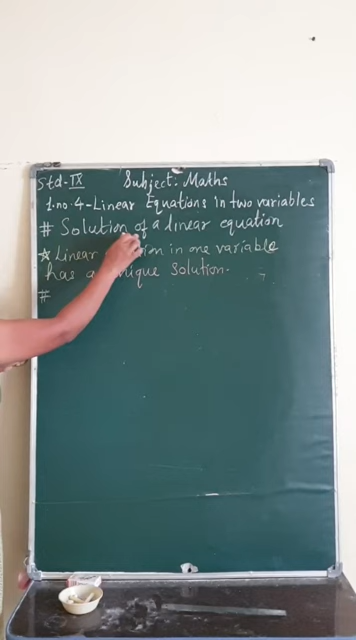 Std-IX Subject: Maths
1.no.4-Linear Equations in two variables
# Solution of a linear equation
☆ Linear in one variable
has a solution.
#